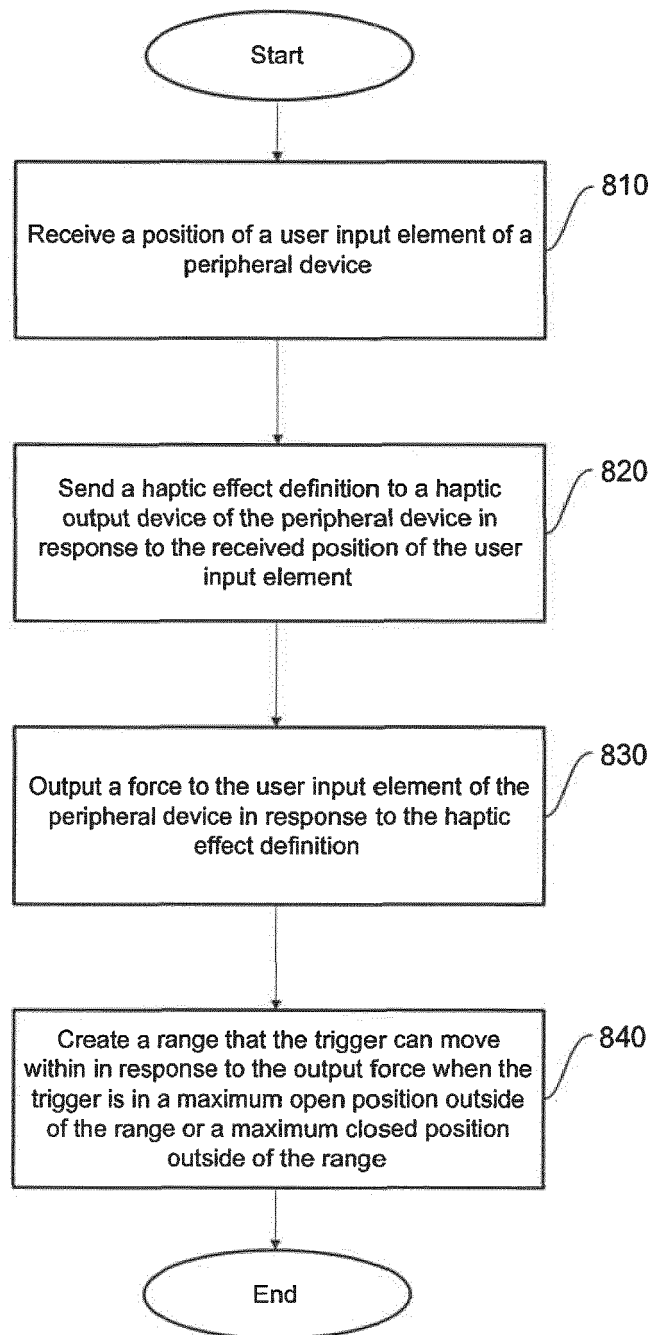 Start
810
Receive a position of a user input element of a
peripheral device
820
Send a haptic effect definition to a haptic
output device of the peripheral device in
response to the received position of the user
input element
830
Output a force to the user input element of the
peripheral device in response to the haptic
effect definition
840
Create a range that the trigger can move
within in response to the output force when the
trigger is in a maximum open position outside
of the range or a maximum closed position
outside of the range
End